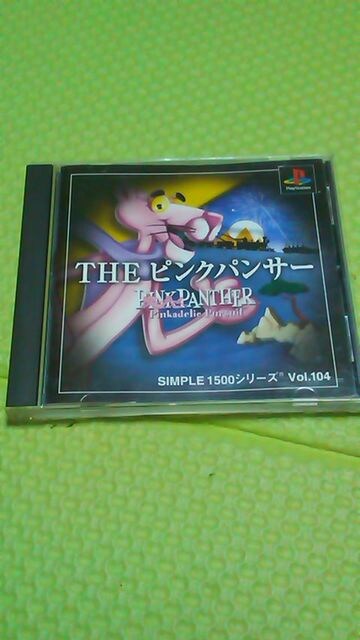 PlayStation
THE ピンクパンサー
PINK PANTHER
Pinkadelic Pursuit
SIMPLE 1500シリーズ® Vol.104